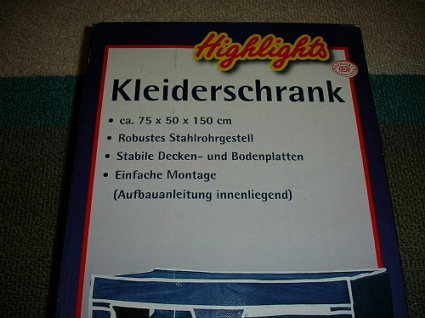 Highlights
Kleiderschrank
• ca. 75 x 50 x 150 cm
• Robustes Stahlrohrgestell
• Stabile Decken- und Bodenplatten
• Einfache Montage
(Aufbauanleitung innenliegend)